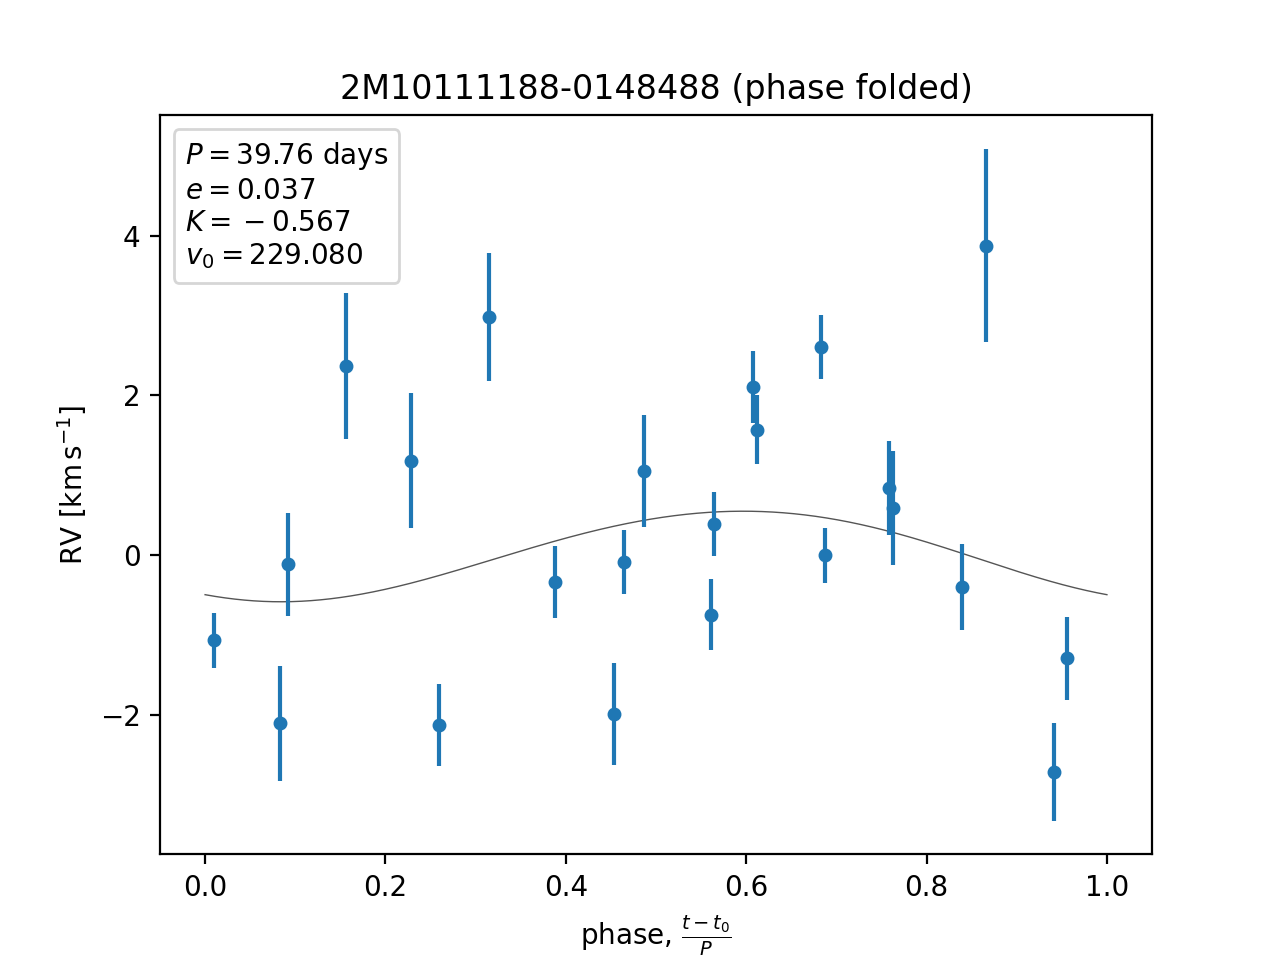 2M10111188-0148488 (phase folded)
P = 39.76 days
e = 0.037
K = −0.567
v₀ = 229.080
4
2
0
−2
RV [km s⁻¹]
0.0 0.2 0.4 0.6 0.8 1.0
phase, (t − t₀)/P